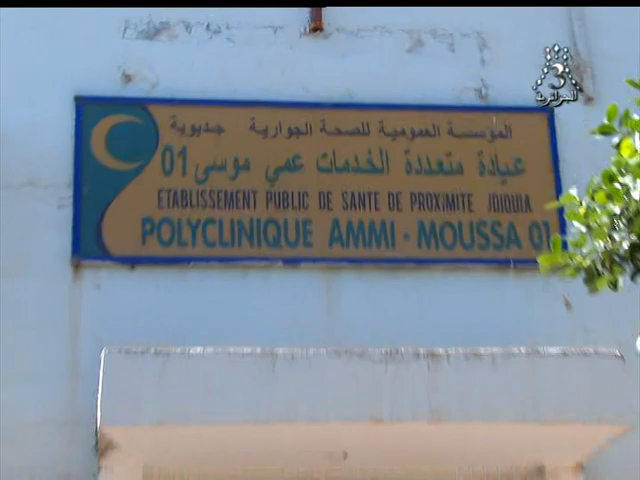 الجزائرية
المؤسسة العمومية للصحة الجوارية جديوية
عيادة متعددة الخدمات عمي موسى 01
ETABLISSEMENT PUBLIC DE SANTE DE PROXIMITE JDIOUIA
POLYCLINIQUE AMMI - MOUSSA 01